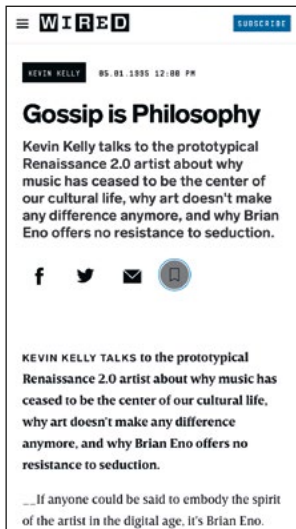 WIRED
SUBSCRIBE
KEVIN KELLY 05.01.1995 12:00 PM
Gossip is Philosophy
Kevin Kelly talks to the prototypical
Renaissance 2.0 artist about why
music has ceased to be the center of
our cultural life, why art doesn't make
any difference anymore, and why Brian
Eno offers no resistance to seduction.
KEVIN KELLY TALKS to the prototypical
Renaissance 2.0 artist about why music has
ceased to be the center of our cultural life,
why art doesn't make any difference
anymore, and why Brian Eno offers no
resistance to seduction.
__If anyone could be said to embody the spirit
of the artist in the digital age, it's Brian Eno.